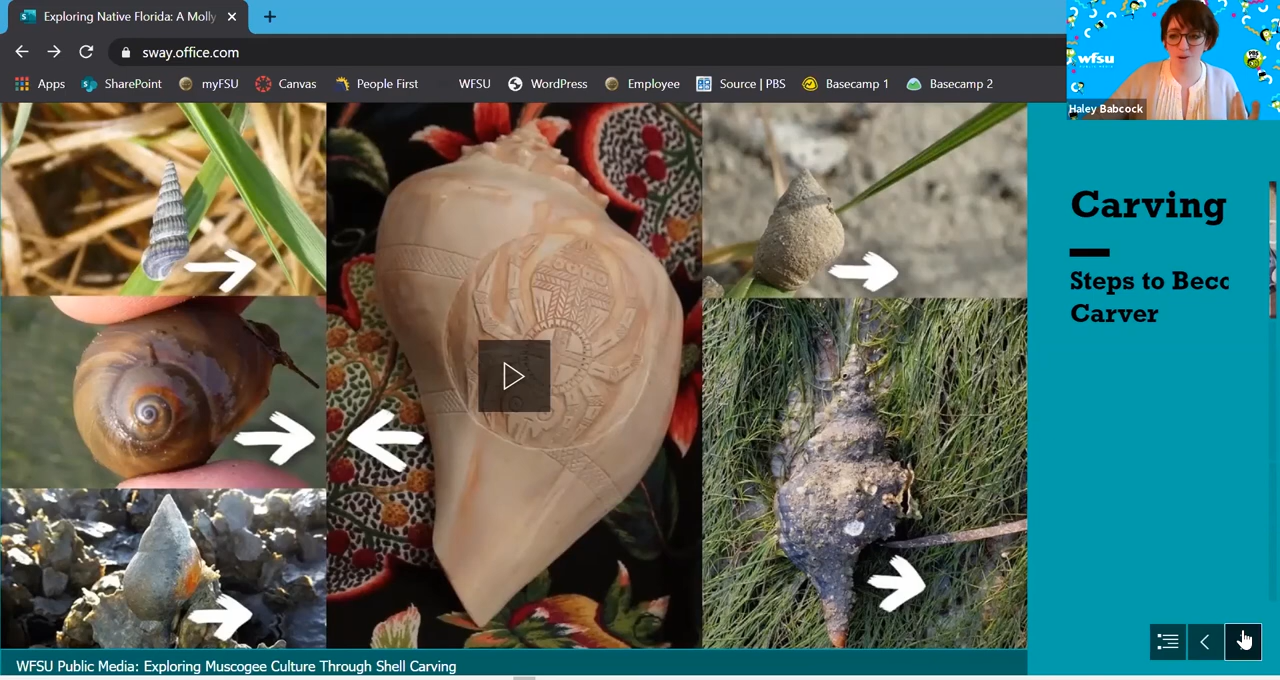 Exploring Native Florida: A Molly
sway.office.com
Apps SharePoint myFSU Canvas People First WFSU WordPress Employee Source | PBS Basecamp 1 Basecamp 2
wfsu
PBS
Haley Babcock
Carving
Steps to Becc
Carver
WFSU Public Media: Exploring Muscogee Culture Through Shell Carving